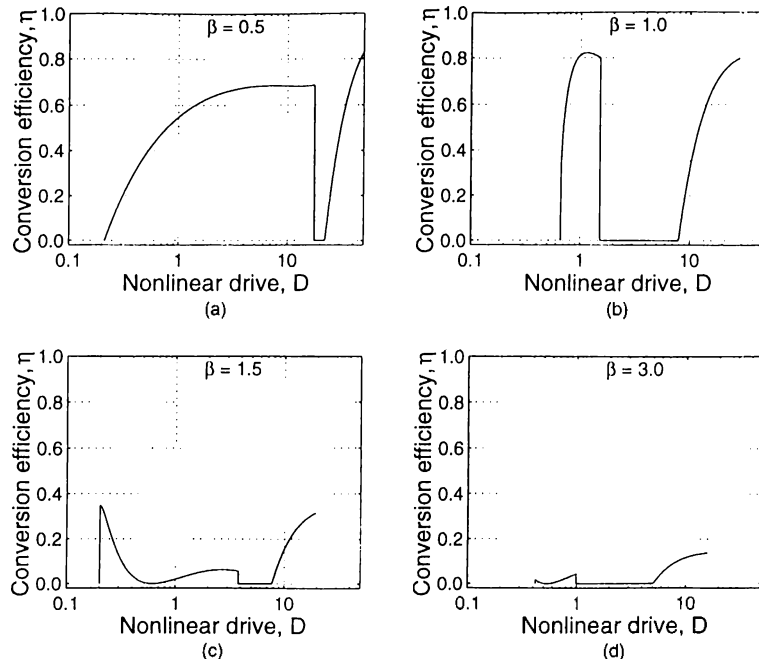 β = 0.5
Conversion efficiency, η
1.0
0.8
0.6
0.4
0.2
0.0
0.1
1
10
Nonlinear drive, D
(a)
β = 1.0
Conversion efficiency, η
1.0
0.8
0.6
0.4
0.2
0.0
0.1
1
10
Nonlinear drive, D
(b)
β = 1.5
Conversion efficiency, η
1.0
0.8
0.6
0.4
0.2
0.0
0.1
1
10
Nonlinear drive, D
(c)
β = 3.0
Conversion efficiency, η
1.0
0.8
0.6
0.4
0.2
0.0
0.1
1
10
Nonlinear drive, D
(d)